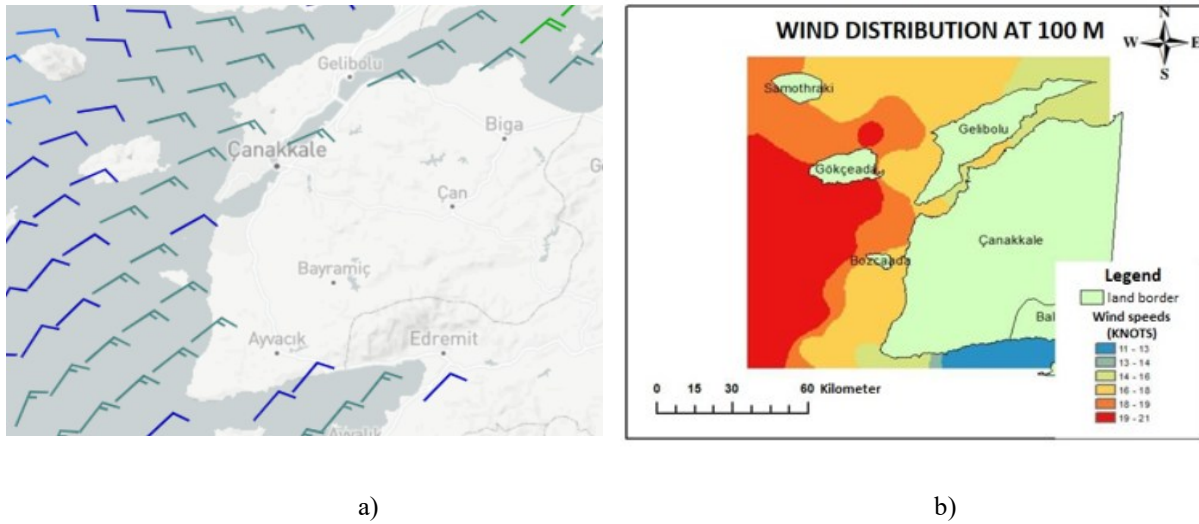 Gelibolu
Biga
Çanakkale
Çan
Bayramiç
Ayvacık
Edremit
Ayvalık
a)
WIND DISTRIBUTION AT 100 M
N
W E
S
Samothraki
Gelibolu
Gökçeada
Çanakkale
Bozcaada
Legend
land border
Bal
Wind speeds
(KNOTS)
11 - 13
13 - 14
14 - 16
16 - 18
18 - 19
19 - 21
0 15 30 60 Kilometer
b)